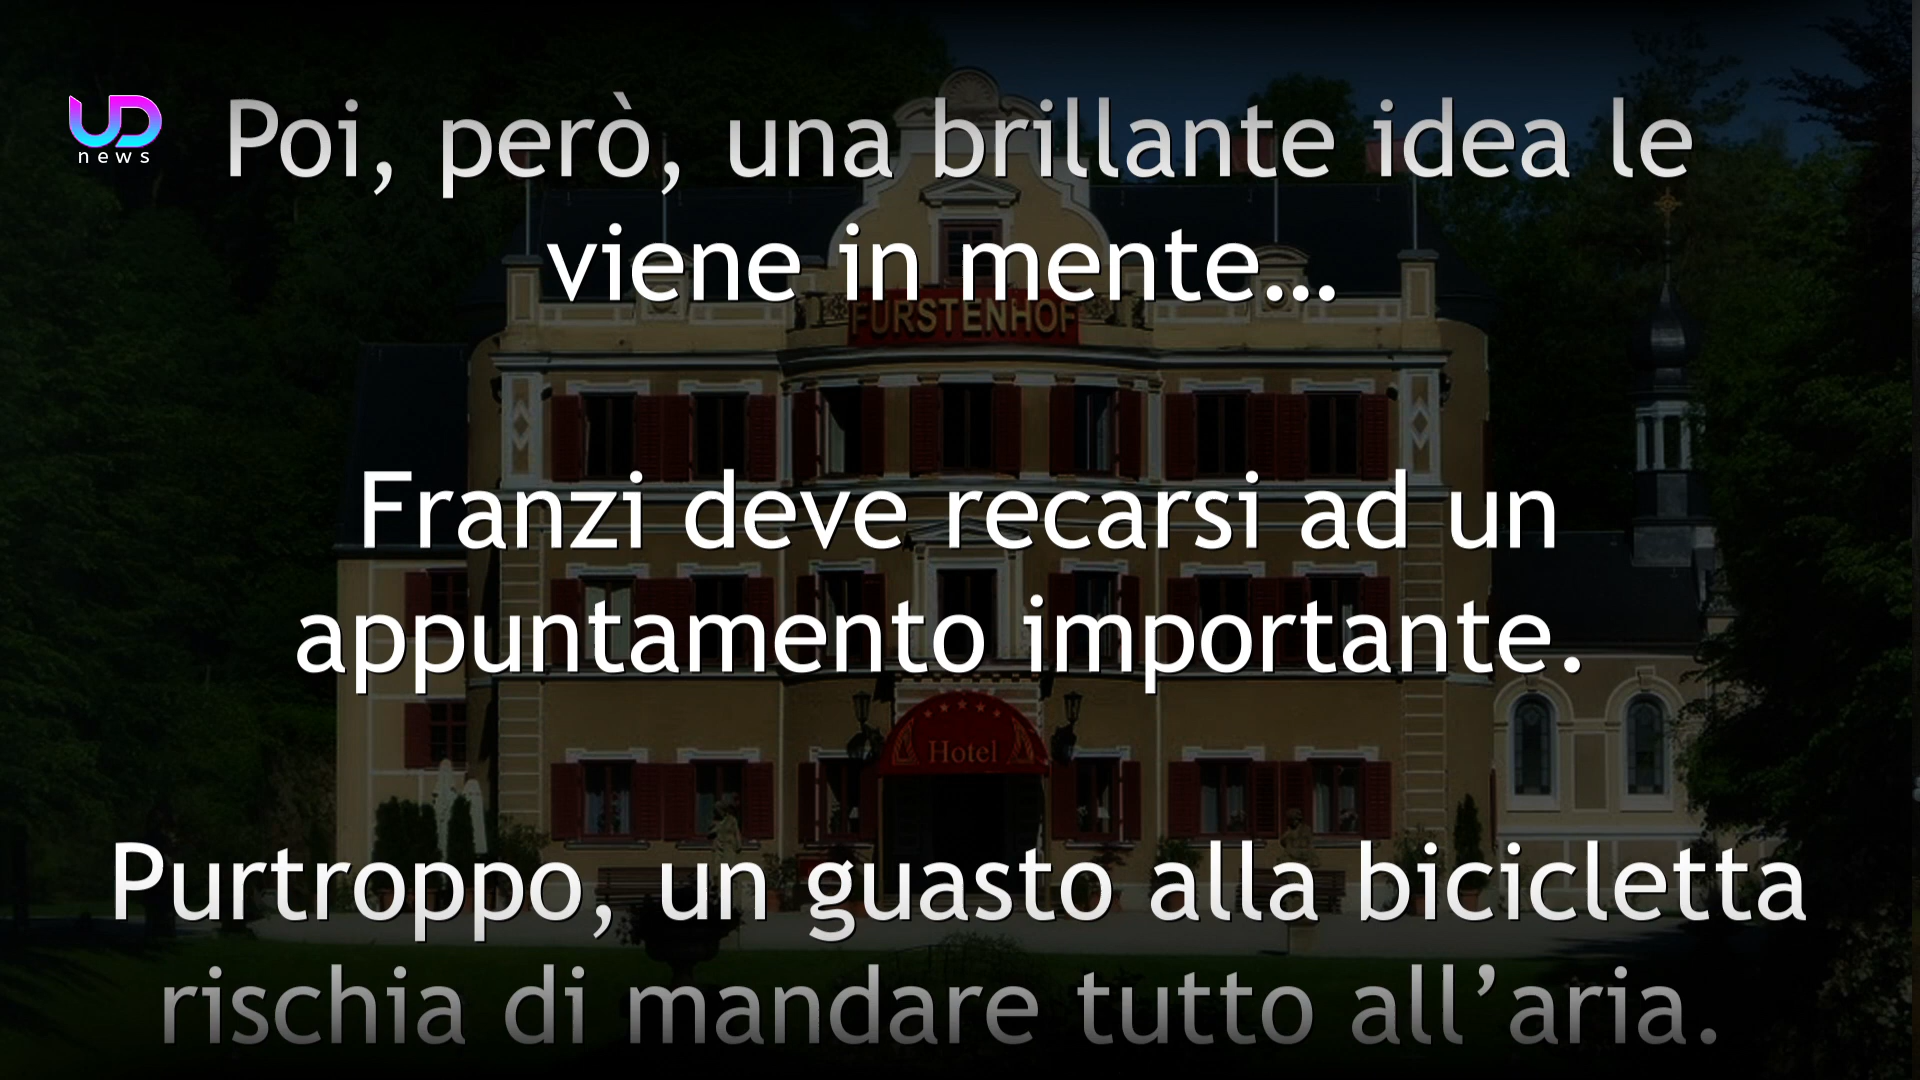 UD
news
Poi, però, una brillante idea le
viene in mente...
FÜRSTENHOF
Franzi deve recarsi ad un
appuntamento importante.
Hotel
Purtroppo, un guasto alla bicicletta
rischia di mandare tutto all’aria.